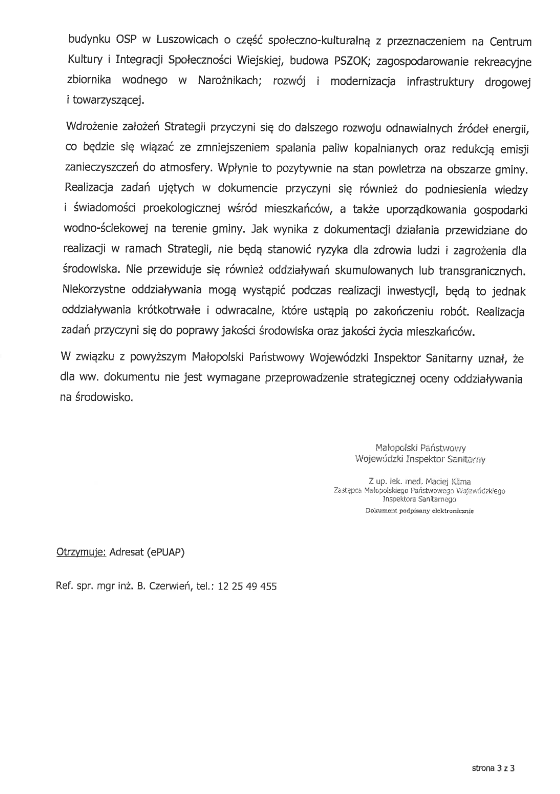 budynku OSP w Luszowicach o część społeczno-kulturalną z przeznaczeniem na Centrum
Kultury i Integracji Społeczności Wiejskiej, budowa PSZOK; zagospodarowanie rekreacyjne
zbiornika wodnego w Narożnikach; rozwój i modernizacja infrastruktury drogowej
i towarzyszącej.
Wdrożenie założeń Strategii przyczyni się do dalszego rozwoju odnawialnych źródeł energii,
co będzie się wiązać ze zmniejszeniem spalania paliw kopalnianych oraz redukcją emisji
zanieczyszczeń do atmosfery. Wpłynie to pozytywnie na stan powietrza na obszarze gminy.
Realizacja zadań ujętych w dokumencie przyczyni się również do podniesienia wiedzy
i świadomości proekologicznej wśród mieszkańców, a także uporządkowania gospodarki
wodno-ściekowej na terenie gminy. Jak wynika z dokumentacji działania przewidziane do
realizacji w ramach Strategii, nie będą stanowić ryzyka dla zdrowia ludzi i zagrożenia dla
środowiska. Nie przewiduje się również oddziaływań skumulowanych lub transgranicznych.
Niekorzystne oddziaływania mogą wystąpić podczas realizacji inwestycji, będą to jednak
oddziaływania krótkotrwałe i odwracalne, które ustąpią po zakończeniu robót. Realizacja
zadań przyczyni się do poprawy jakości środowiska oraz jakości życia mieszkańców.
W związku z powyższym Małopolski Państwowy Wojewódzki Inspektor Sanitarny uznał, że
dla ww. dokumentu nie jest wymagane przeprowadzenie strategicznej oceny oddziaływania
na środowisko.
Małopolski Państwowy
Wojewódzki Inspektor Sanitarny
Z up. lek. med. Maciej Klima
Zastępca Małopolskiego Państwowego Wojewódzkiego
Inspektora Sanitarnego
Dokument podpisany elektronicznie
Otrzymuje: Adresat (ePUAP)
Ref. spr. mgr inż. B. Czerwień, tel.: 12 25 49 455
strona 3 z 3